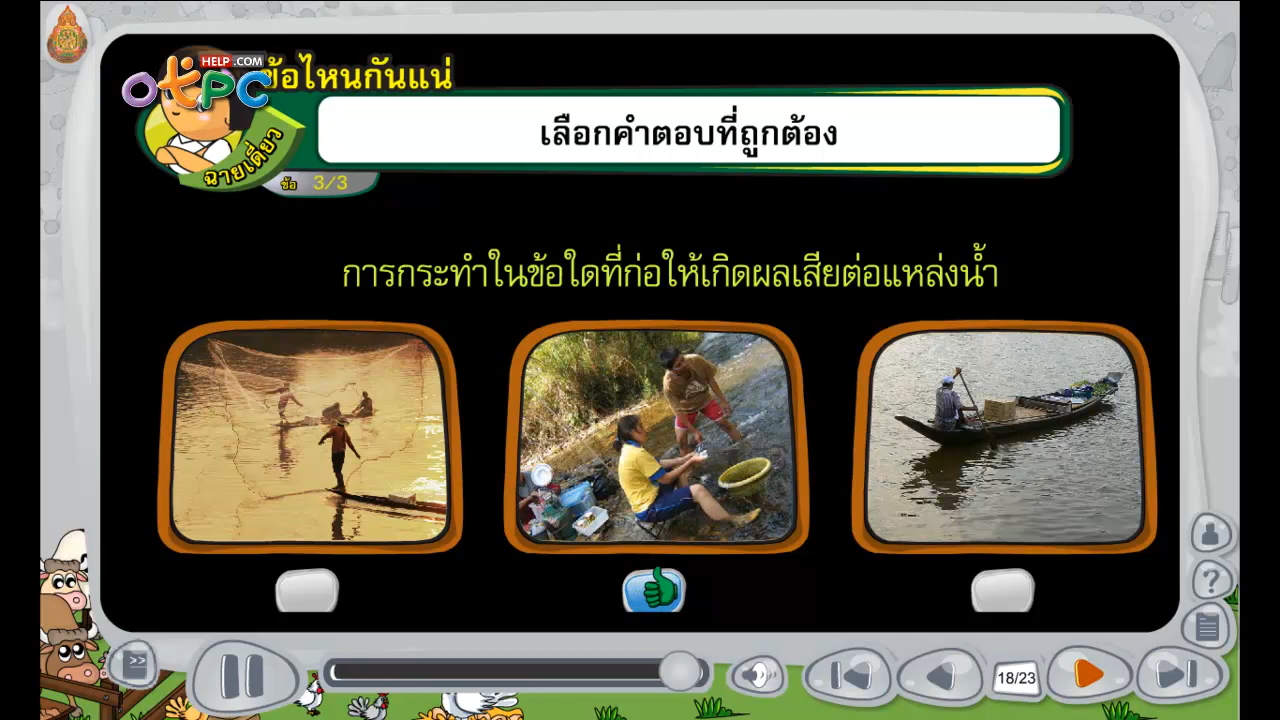 HELP .COM
OTPC
ข้อไหนกันแน่
เลือกคำตอบที่ถูกต้อง
ฉายเดี่ยว
ข้อ 3/3
การกระทำในข้อใดที่ก่อให้เกิดผลเสียต่อแหล่งน้ำ
>>
?
18/23